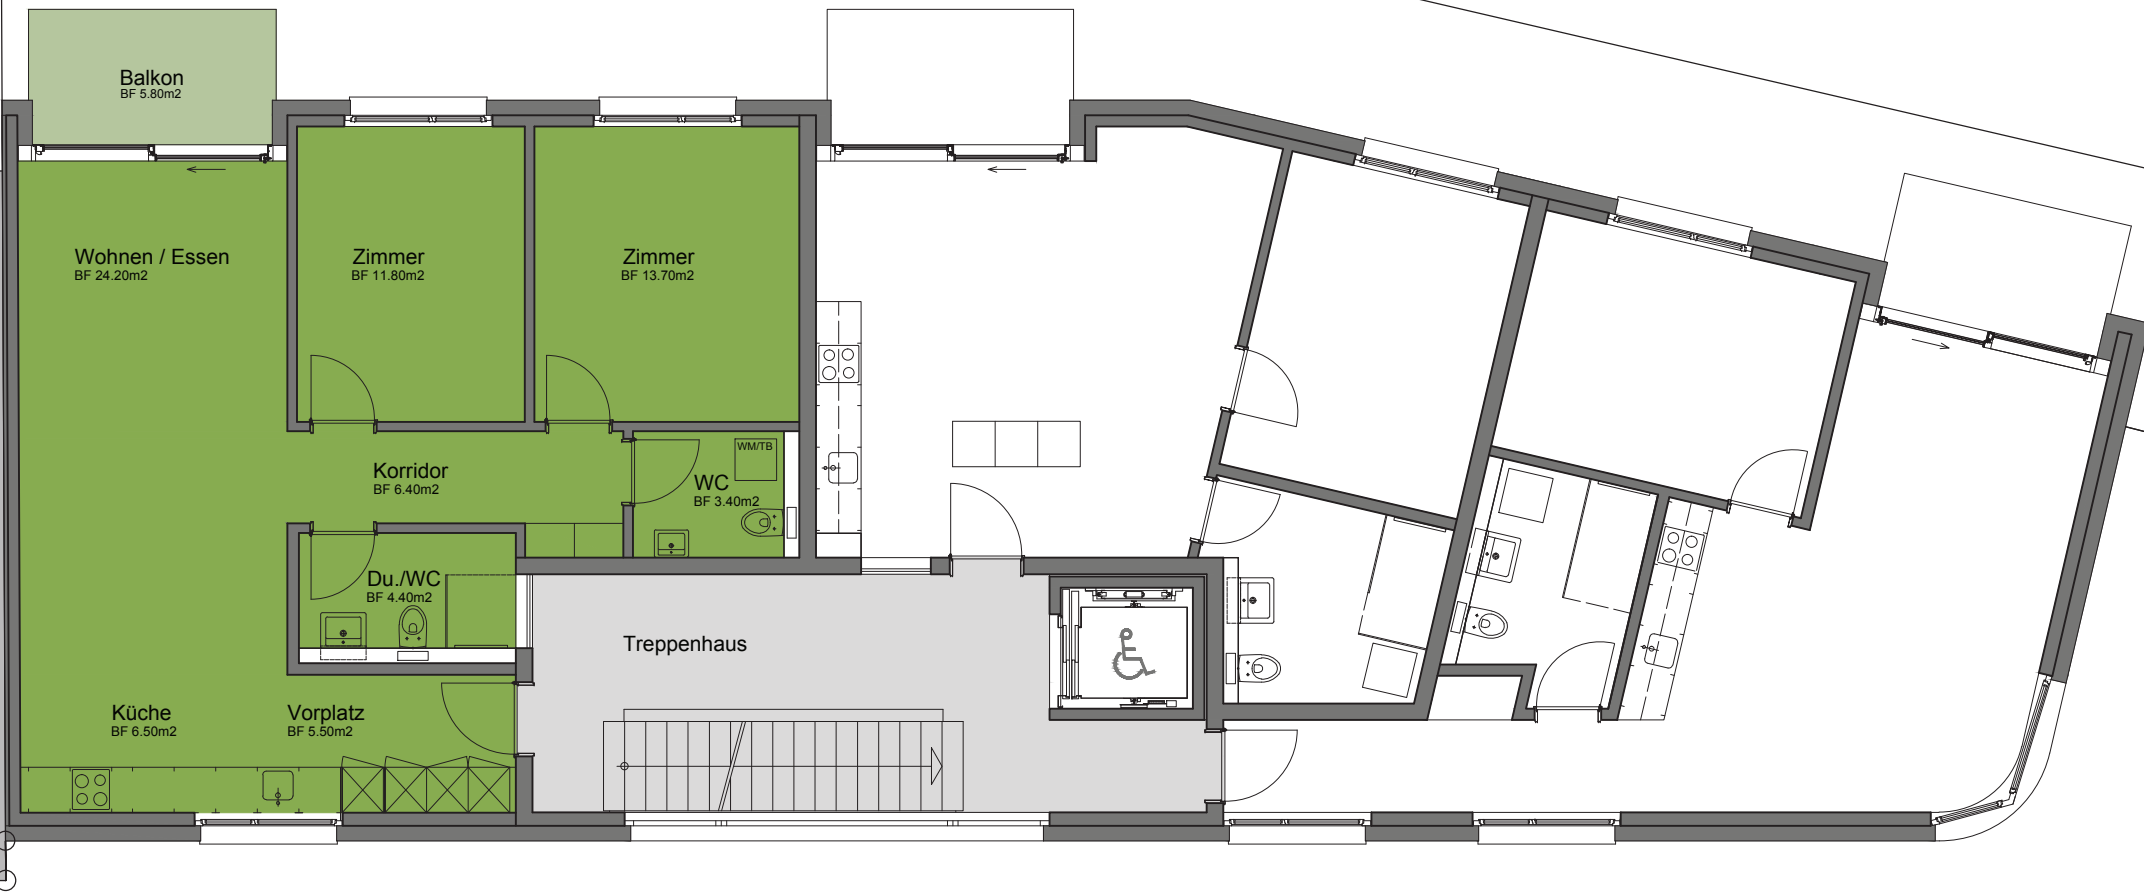 Balkon
BF 5.80m2
Wohnen / Essen
BF 24.20m2
Zimmer
BF 11.80m2
Zimmer
BF 13.70m2
Korridor
BF 6.40m2
WM/TB
WC
BF 3.40m2
Du./WC
BF 4.40m2
Treppenhaus
Küche
BF 6.50m2
Vorplatz
BF 5.50m2